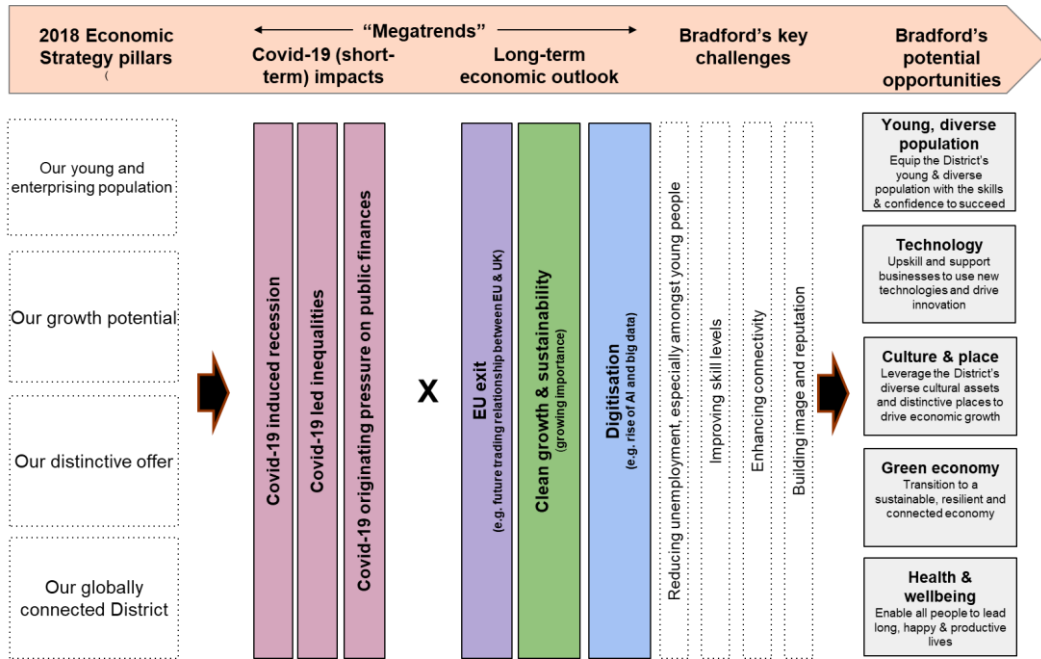 2018 Economic
Strategy pillars
(
“Megatrends”
Covid-19 (short-
term) impacts
Long-term
economic outlook
Bradford’s key
challenges
Bradford’s
potential
opportunities
Our young and
enterprising population
Our growth potential
Our distinctive offer
Our globally
connected District
Covid-19 induced recession
Covid-19 led inequalities
Covid-19 originating pressure on public finances
X
EU exit
(e.g. future trading relationship between EU & UK)
Clean growth & sustainability
(growing importance)
Digitisation
(e.g. rise of AI and big data)
Reducing unemployment, especially amongst young people
Improving skill levels
Enhancing connectivity
Building image and reputation
Young, diverse
population
Equip the District’s
young & diverse
population with the skills
& confidence to succeed
Technology
Upskill and support
businesses to use new
technologies and drive
innovation
Culture & place
Leverage the District’s
diverse cultural assets
and distinctive places to
drive economic growth
Green economy
Transition to a
sustainable, resilient and
connected economy
Health &
wellbeing
Enable all people to lead
long, happy & productive
lives